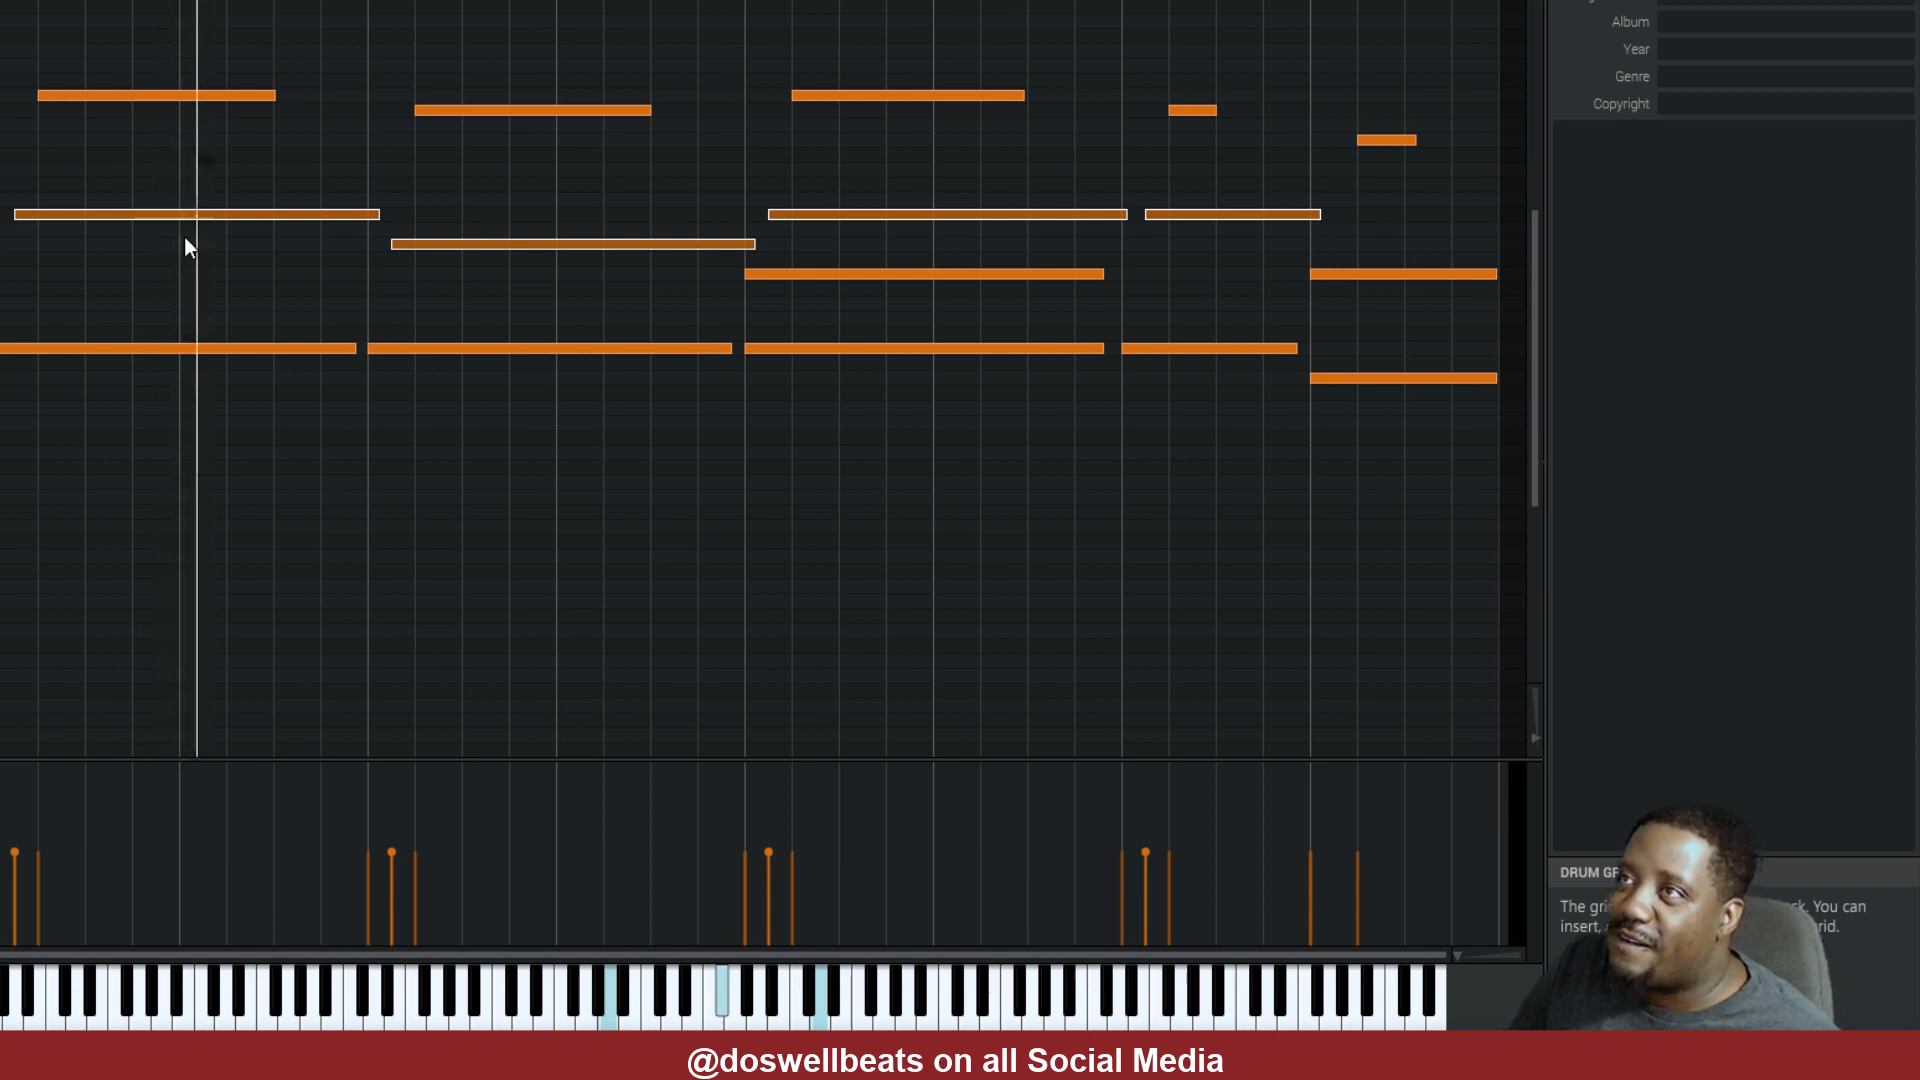 Album
Year
Genre
Copyright
DRUM GR
The gri k. You can
insert, rid.
@doswellbeats on all Social Media